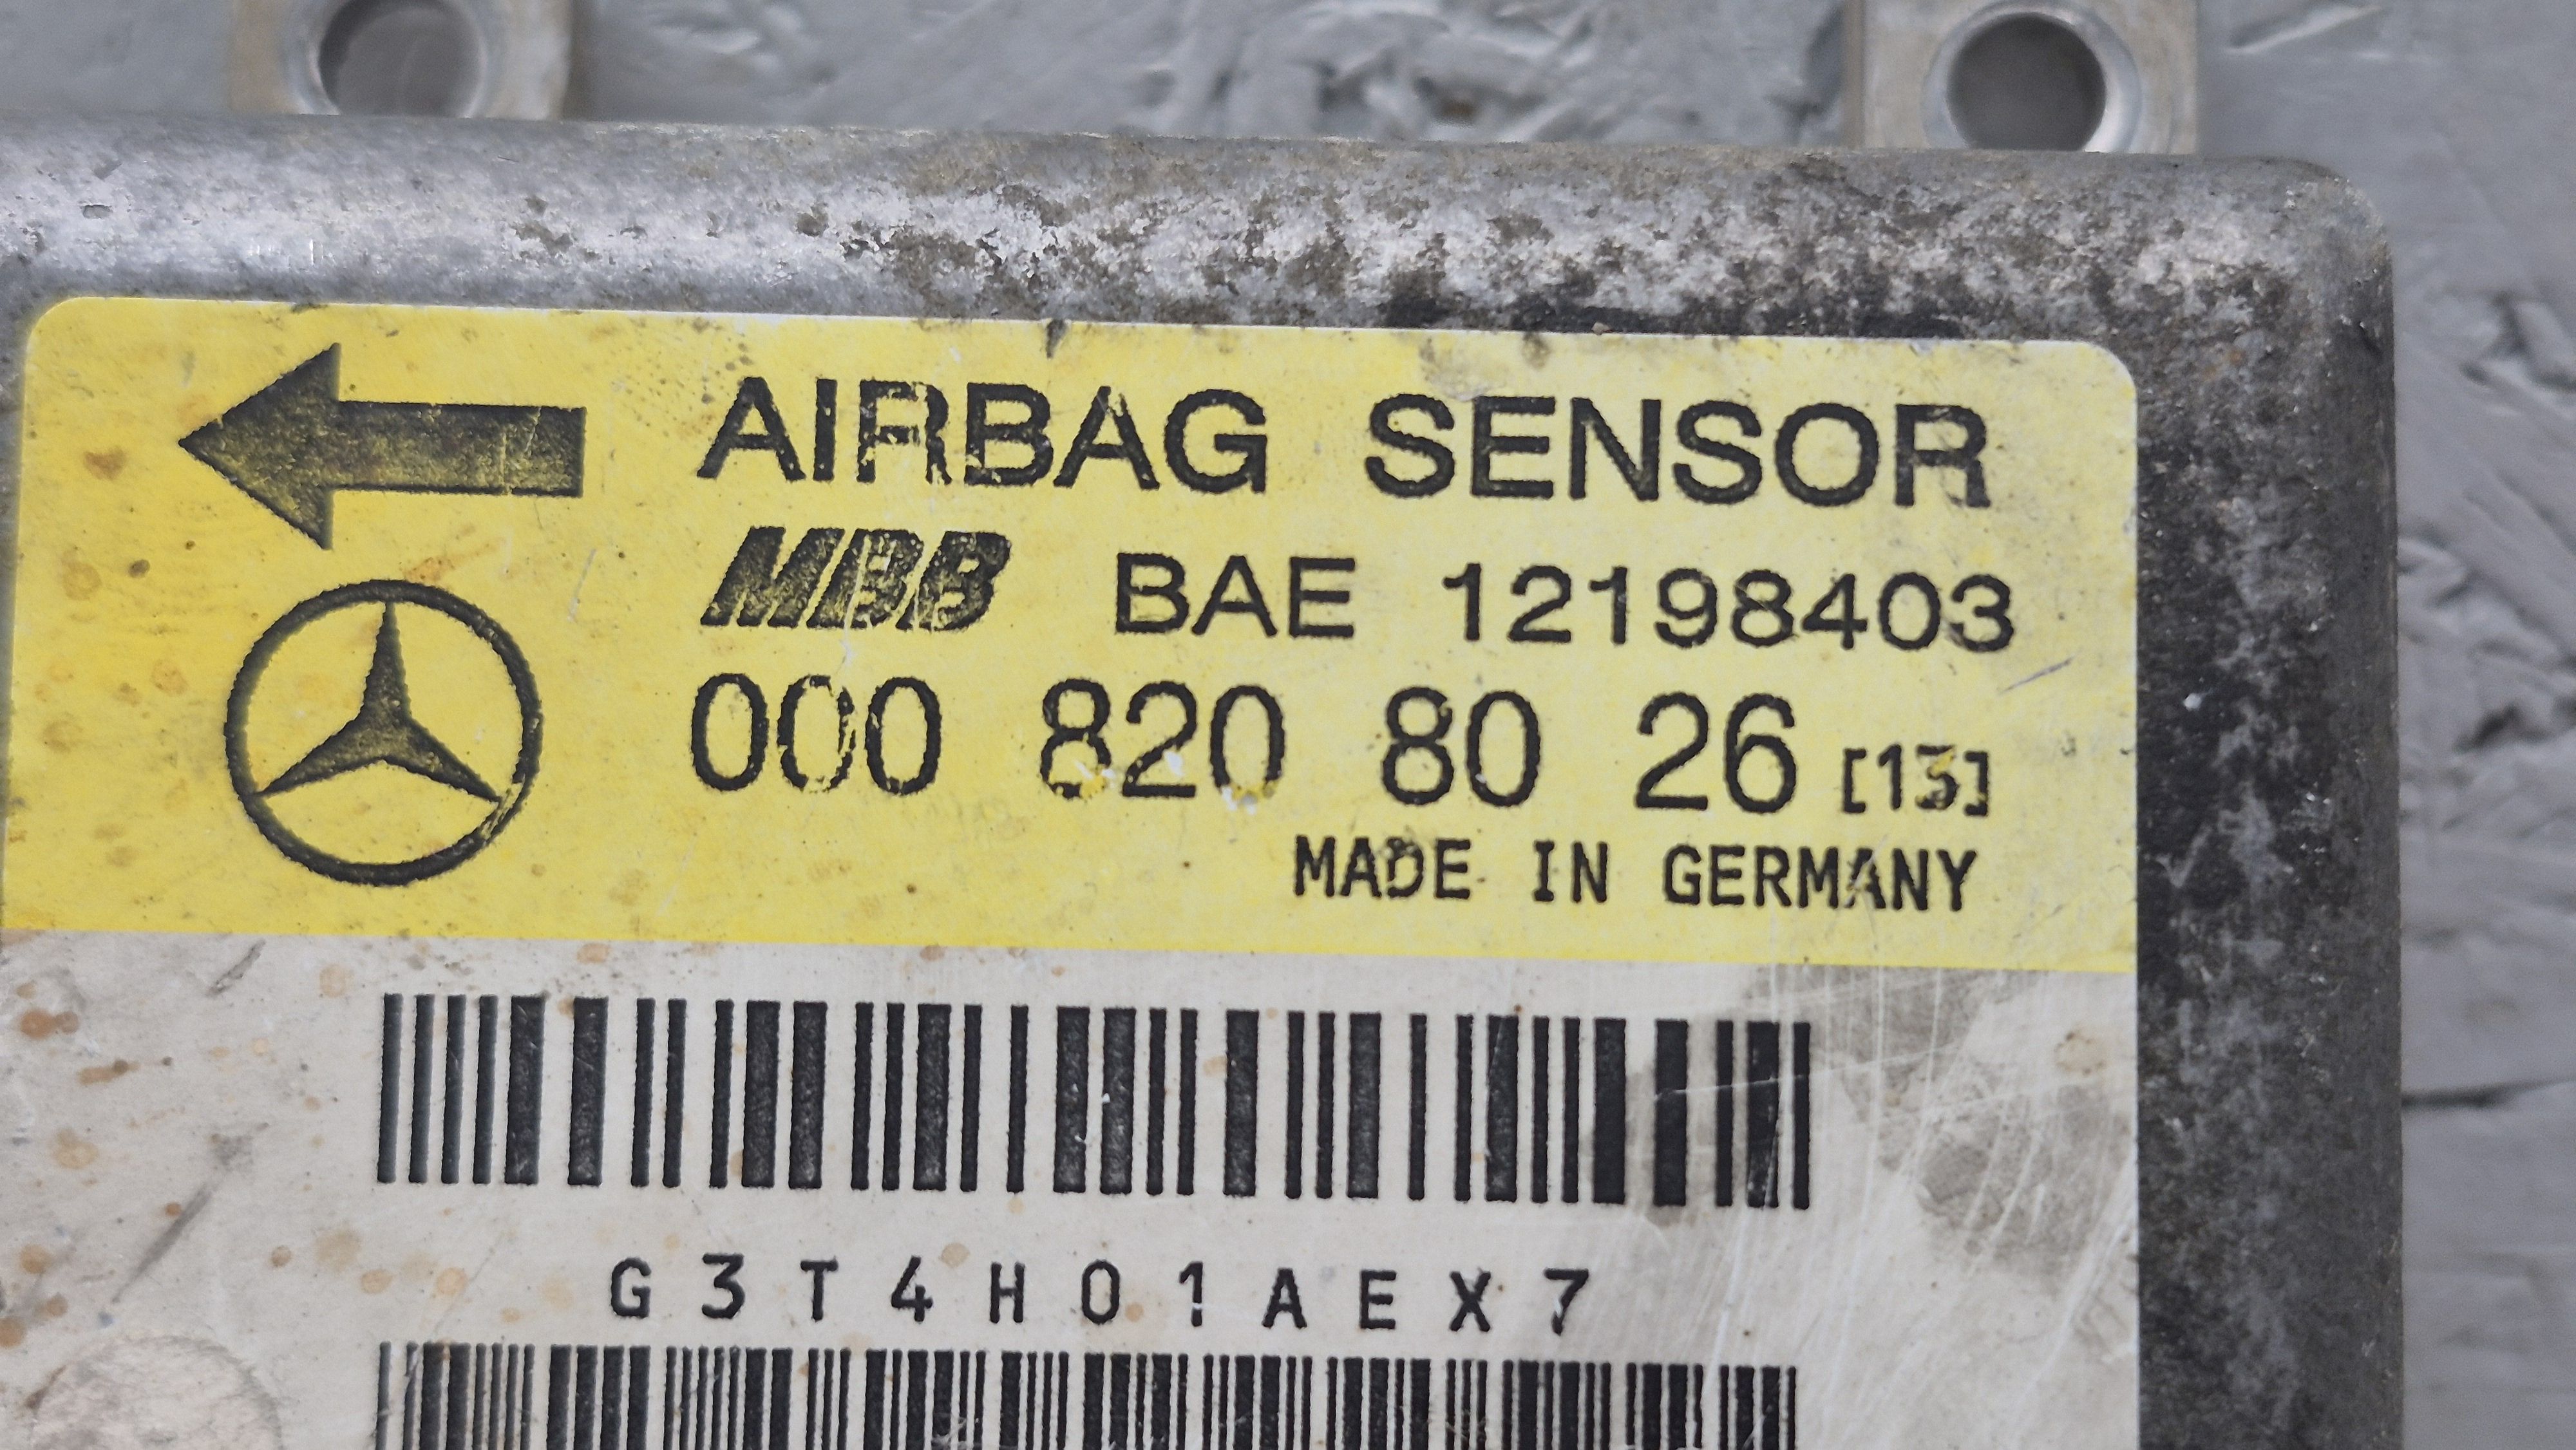 AIRBAG SENSOR
MBB BAE 12198403
000 820 80 26 [13]
MADE IN GERMANY
G3T4H01AEX7